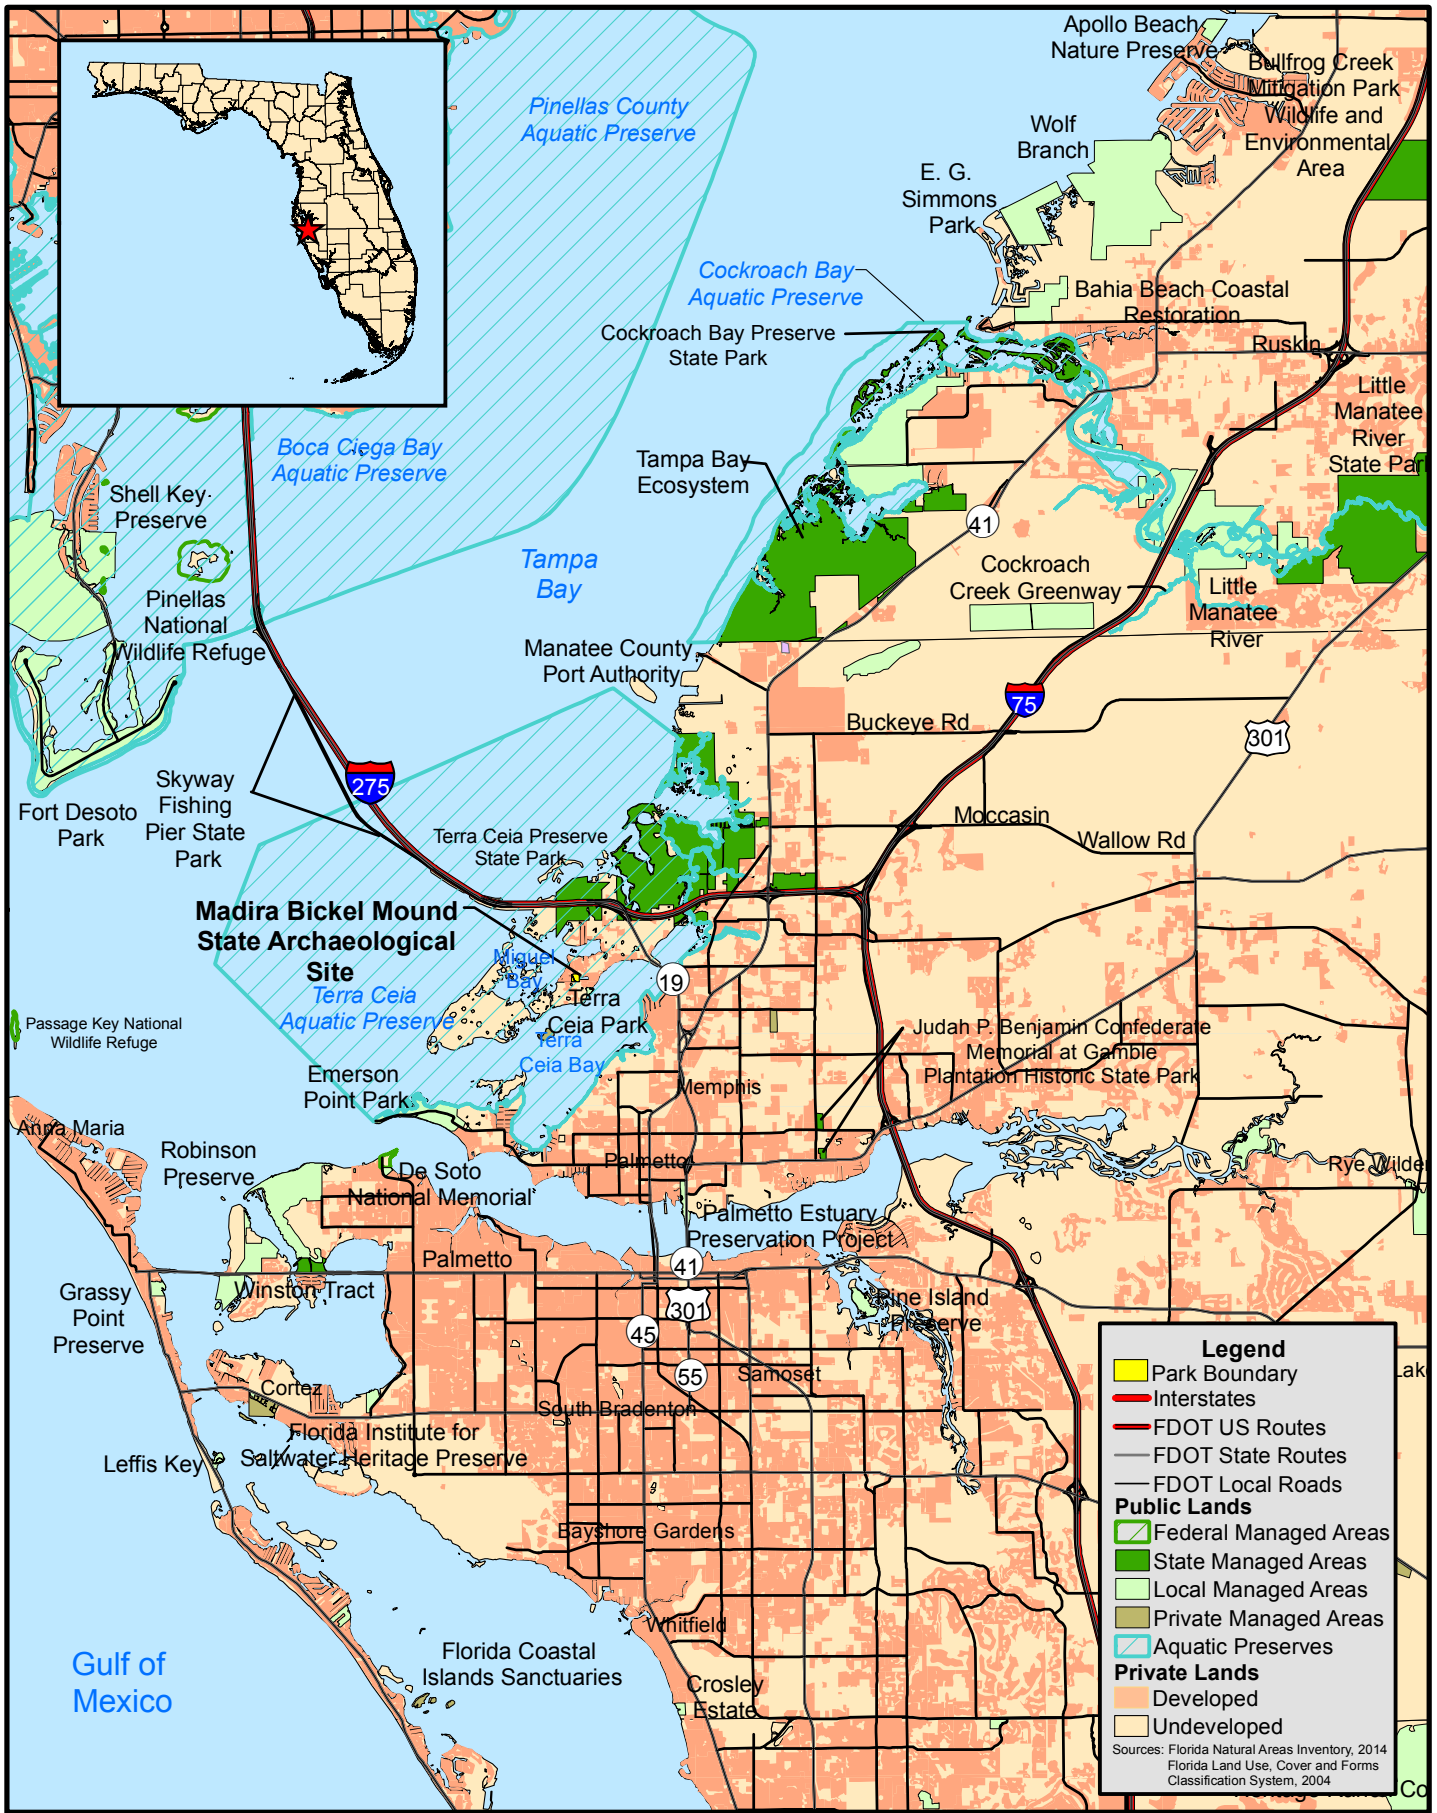 Apollo Beach
Nature Preserve
Bullfrog Creek
Mitigation Park
Wildlife and
Environmental
Area
Pinellas County
Aquatic Preserve
Wolf
Branch
E. G.
Simmons
Park
Cockroach Bay
Aquatic Preserve
Bahia Beach Coastal
Restoration
Cockroach Bay Preserve
State Park
Ruskin
Little
Manatee
River
State Par
Boca Ciega Bay
Aquatic Preserve
Tampa Bay
Ecosystem
Shell Key
Preserve
41
Tampa
Bay
Cockroach
Creek Greenway
Pinellas
National
Wildlife Refuge
Little
Manatee
River
Manatee County
Port Authority
75
Buckeye Rd
301
275
Skyway
Fishing
Pier State
Park
Fort Desoto
Park
Moccasin
Wallow Rd
Terra Ceia Preserve
State Park
Madira Bickel Mound
State Archaeological
Site
Miguel
Bay
19
Terra Ceia
Aquatic Preserve
Terra
Ceia Park
Terra
Ceia Bay
Passage Key National
Wildlife Refuge
Judah P. Benjamin Confederate
Memorial at Gamble
Plantation Historic State Park
Emerson
Point Park
Memphis
Anna Maria
Robinson
Preserve
De Soto
National Memorial
Palmetto
Rye Wilder
Palmetto Estuary
Preservation Project
Palmetto
41
Winston Tract
Grassy
Point
Preserve
301
Pine Island
Preserve
45
55
Samoset
Cortez
South Bradenton
Florida Institute for
Saltwater Heritage Preserve
Leffis Key
Bayshore Gardens
Whitfield
Florida Coastal
Islands Sanctuaries
Gulf of
Mexico
Crosley
Estate
Lak
Legend
Park Boundary
Interstates
FDOT US Routes
FDOT State Routes
FDOT Local Roads
Public Lands
Federal Managed Areas
State Managed Areas
Local Managed Areas
Private Managed Areas
Aquatic Preserves
Private Lands
Developed
Undeveloped
Sources: Florida Natural Areas Inventory, 2014
Florida Land Use, Cover and Forms
Classification System, 2004
Co